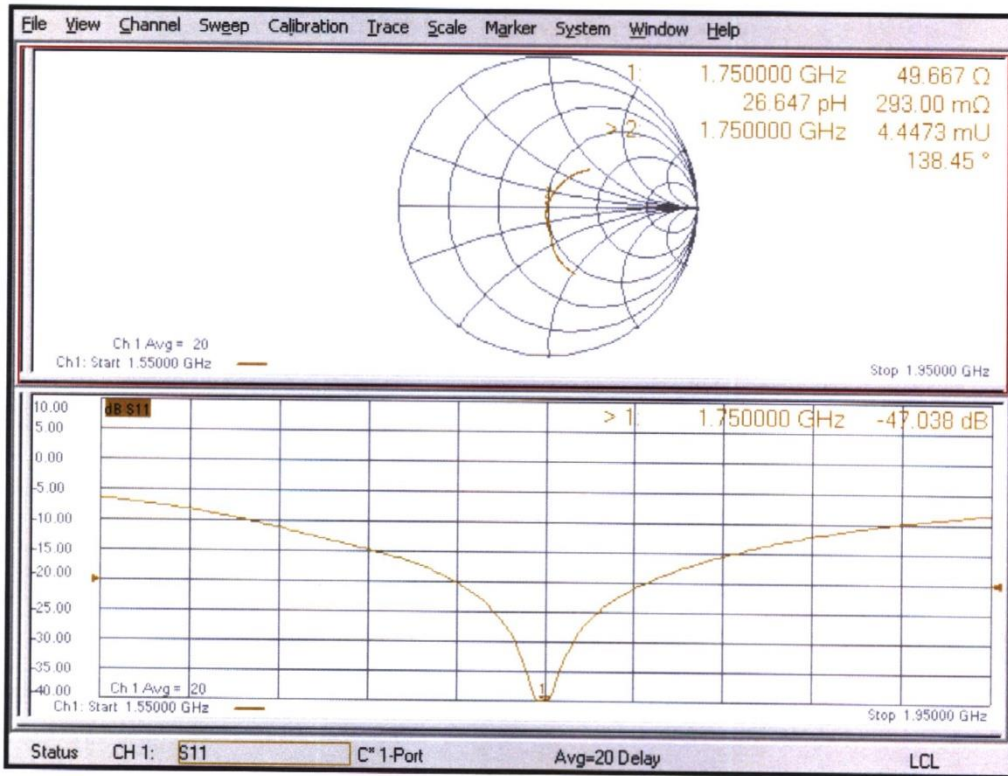 File View Channel Sweep Calibration Trace Scale Marker System Window Help
1: 1.750000 GHz 49.667 Ω
26.647 pH 293.00 mΩ
> 2: 1.750000 GHz 4.4473 mU
138.45 °
Ch 1 Avg = 20
Ch1: Start 1.55000 GHz
Stop 1.95000 GHz
10.00
dB S11
> 1: 1.750000 GHz -47.038 dB
5.00
0.00
-5.00
-10.00
-15.00
-20.00
-25.00
-30.00
-35.00
-40.00
1
Ch 1 Avg = 20
Ch1: Start 1.55000 GHz
Stop 1.95000 GHz
Status CH 1: S11 C* 1-Port Avg=20 Delay LCL